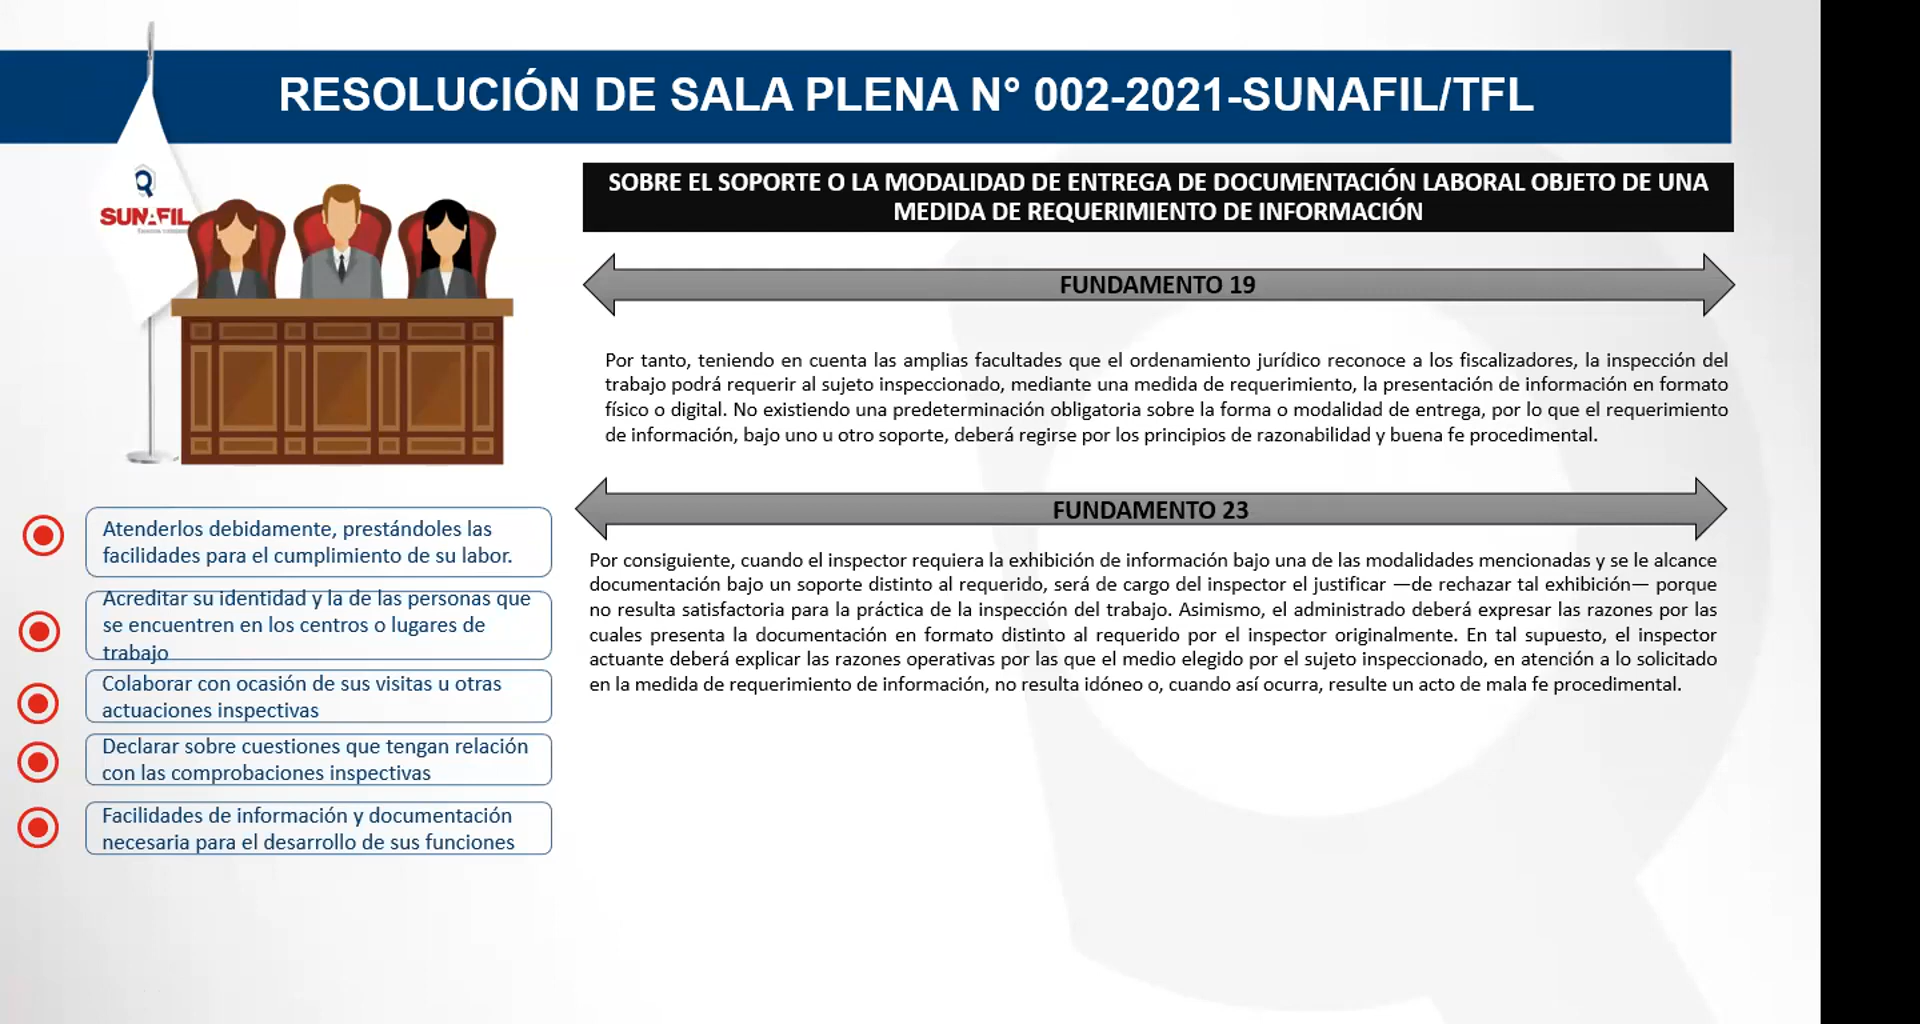 RESOLUCIÓN DE SALA PLENA N° 002-2021-SUNAFIL/TFL
SUNAFIL
SOBRE EL SOPORTE O LA MODALIDAD DE ENTREGA DE DOCUMENTACIÓN LABORAL OBJETO DE UNA
MEDIDA DE REQUERIMIENTO DE INFORMACIÓN
FUNDAMENTO 19
Por tanto, teniendo en cuenta las amplias facultades que el ordenamiento jurídico reconoce a los fiscalizadores, la inspección del
trabajo podrá requerir al sujeto inspeccionado, mediante una medida de requerimiento, la presentación de información en formato
físico o digital. No existiendo una predeterminación obligatoria sobre la forma o modalidad de entrega, por lo que el requerimiento
de información, bajo uno u otro soporte, deberá regirse por los principios de razonabilidad y buena fe procedimental.
FUNDAMENTO 23
Por consiguiente, cuando el inspector requiera la exhibición de información bajo una de las modalidades mencionadas y se le alcance
documentación bajo un soporte distinto al requerido, será de cargo del inspector el justificar —de rechazar tal exhibición— porque
no resulta satisfactoria para la práctica de la inspección del trabajo. Asimismo, el administrado deberá expresar las razones por las
cuales presenta la documentación en formato distinto al requerido por el inspector originalmente. En tal supuesto, el inspector
actuante deberá explicar las razones operativas por las que el medio elegido por el sujeto inspeccionado, en atención a lo solicitado
en la medida de requerimiento de información, no resulta idóneo o, cuando así ocurra, resulte un acto de mala fe procedimental.
Atenderlos debidamente, prestándoles las
facilidades para el cumplimiento de su labor.
Acreditar su identidad y la de las personas que
se encuentren en los centros o lugares de
trabajo
Colaborar con ocasión de sus visitas u otras
actuaciones inspectivas
Declarar sobre cuestiones que tengan relación
con las comprobaciones inspectivas
Facilidades de información y documentación
necesaria para el desarrollo de sus funciones